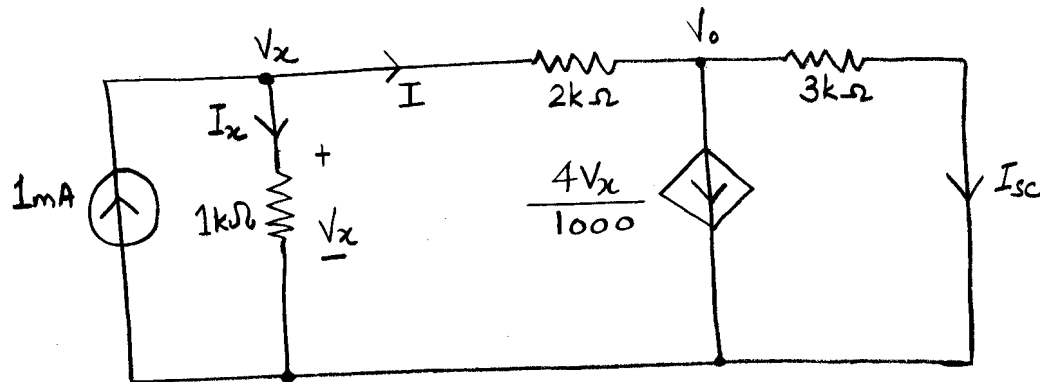 Vx
V₀
I
2kΩ
3kΩ
Ix
+
1mA
1kΩ
Vx
-
4Vx
1000
Isc